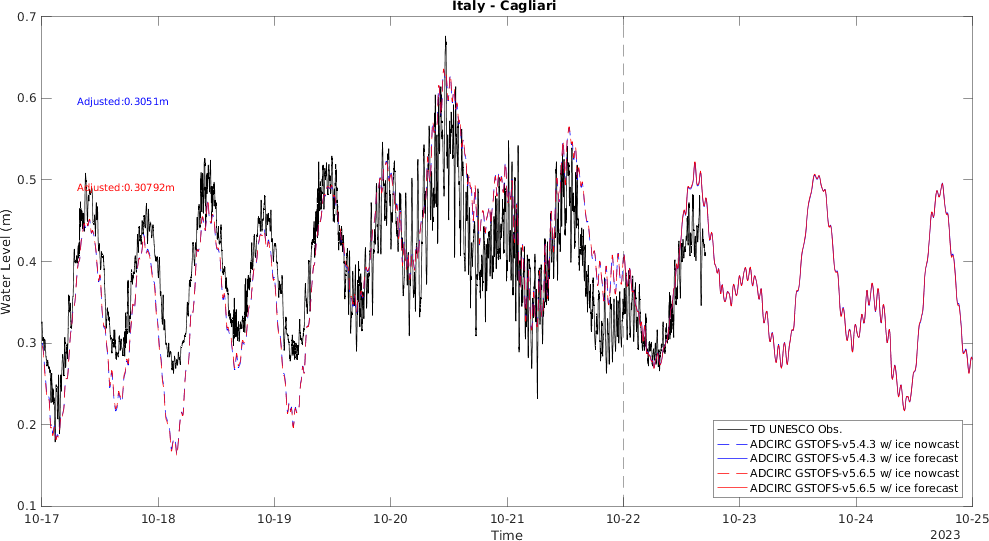 Italy - Cagliari
0.7
0.6
0.5
0.4
0.3
0.2
0.1
Water Level (m)
Adjusted:0.3051m
Adjusted:0.30792m
TD UNESCO Obs.
ADCIRC GSTOFS-v5.4.3 w/ ice nowcast
ADCIRC GSTOFS-v5.4.3 w/ ice forecast
ADCIRC GSTOFS-v5.6.5 w/ ice nowcast
ADCIRC GSTOFS-v5.6.5 w/ ice forecast
10-17 10-18 10-19 10-20 10-21 10-22 10-23 10-24 10-25
Time
2023